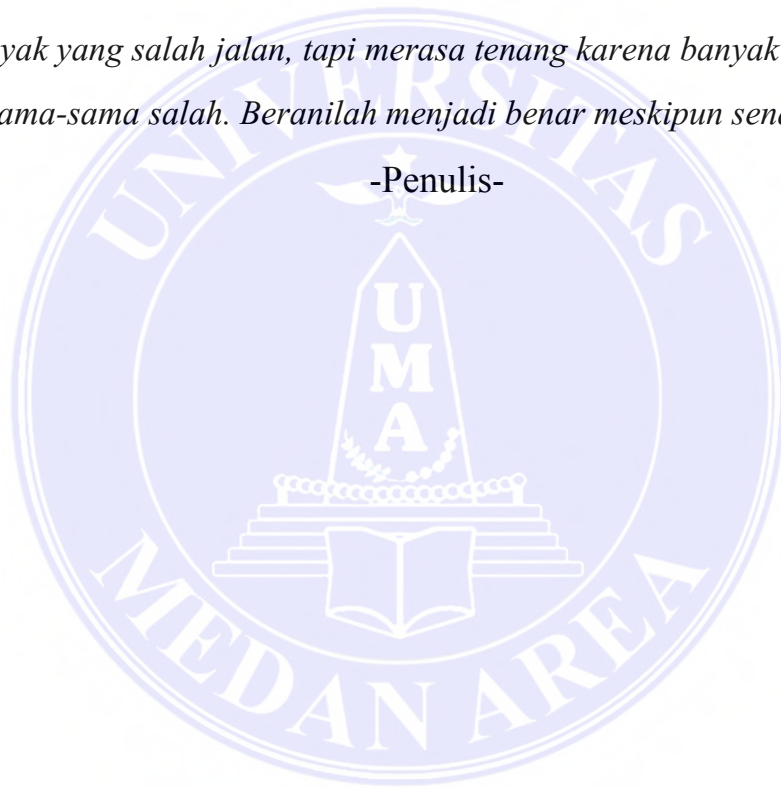 yak yang salah jalan, tapi merasa tenang karena banyak
ama-sama salah. Beranilah menjadi benar meskipun send
-Penulis-
UNIVERSITAS
UMA
MEDAN AREA